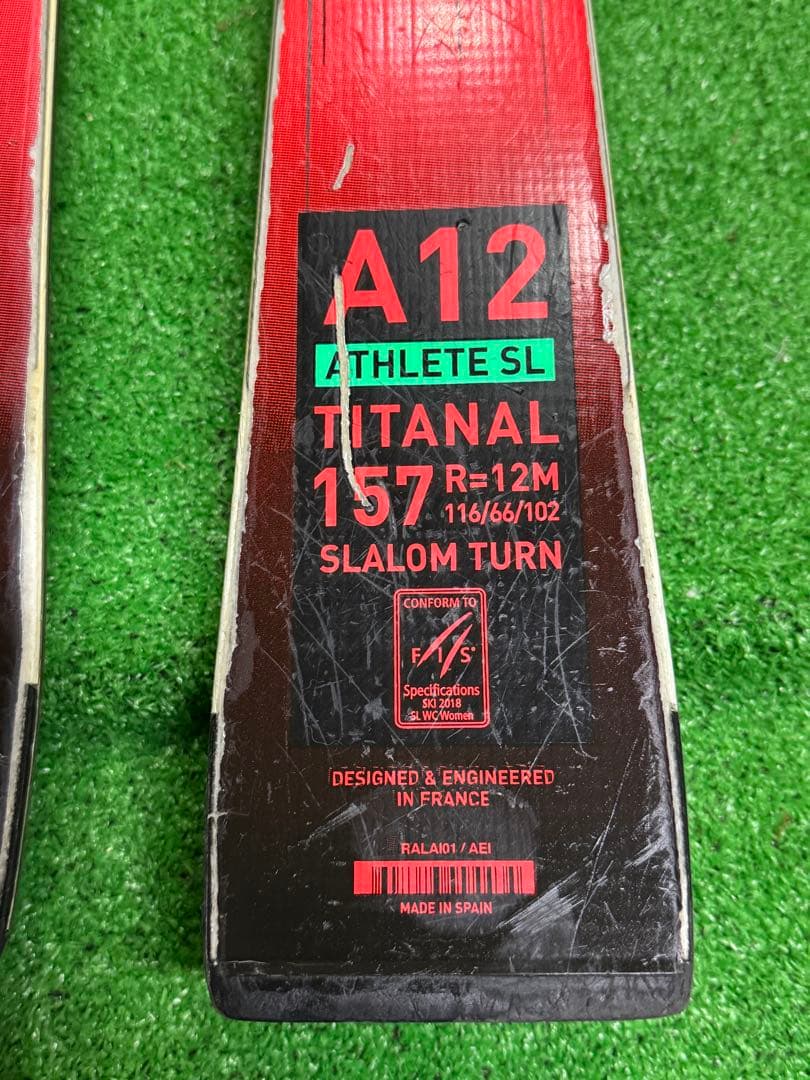 A12
ATHLETE SL
TITANAL
157 R=12M
116/66/102
SLALOM TURN
CONFORM TO
FIS
Specifications
SKI 2018
SL WC Women
DESIGNED & ENGINEERED
IN FRANCE
RALAI01 / AEI
MADE IN SPAIN